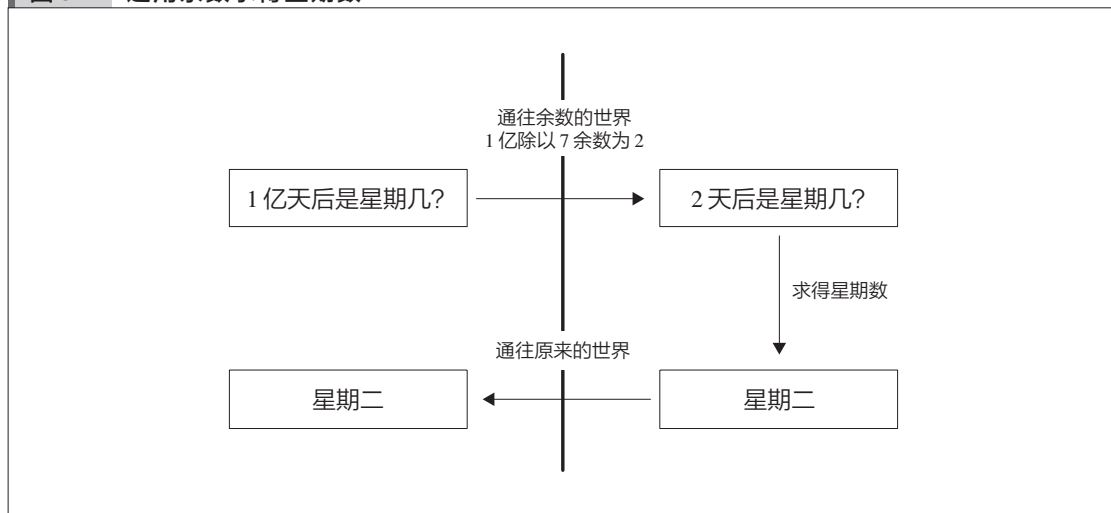 通往余数的世界
1 亿除以 7 余数为 2
1 亿天后是星期几?
2 天后是星期几?
求得星期数
通往原来的世界
星期二
星期二